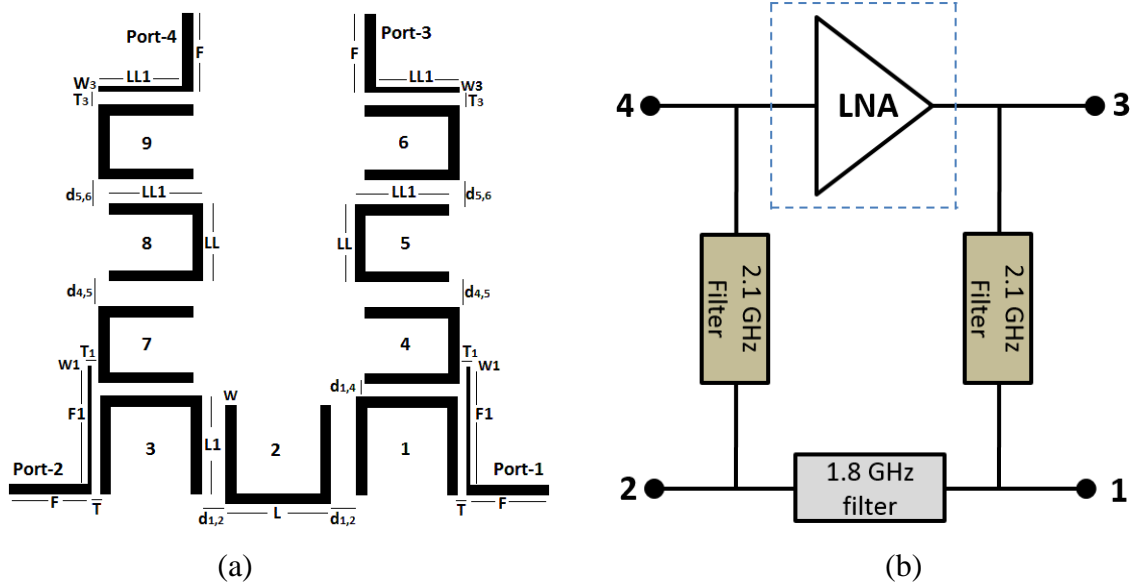 Port-4
F
LL1
W3
T3
9
d5,6
LL1
8
LL
d4,5
7
T1
W1
F1
3
L1
Port-2
F
T
W
2
d1,2
L
d1,2
Port-3
F
LL1
W3
T3
6
d5,6
LL1
LL
5
d4,5
4
T1
W1
d1,4
F1
1
Port-1
T
F
(a)
4
LNA
3
2.1 GHz
Filter
2.1 GHz
Filter
2
1.8 GHz
filter
1
(b)